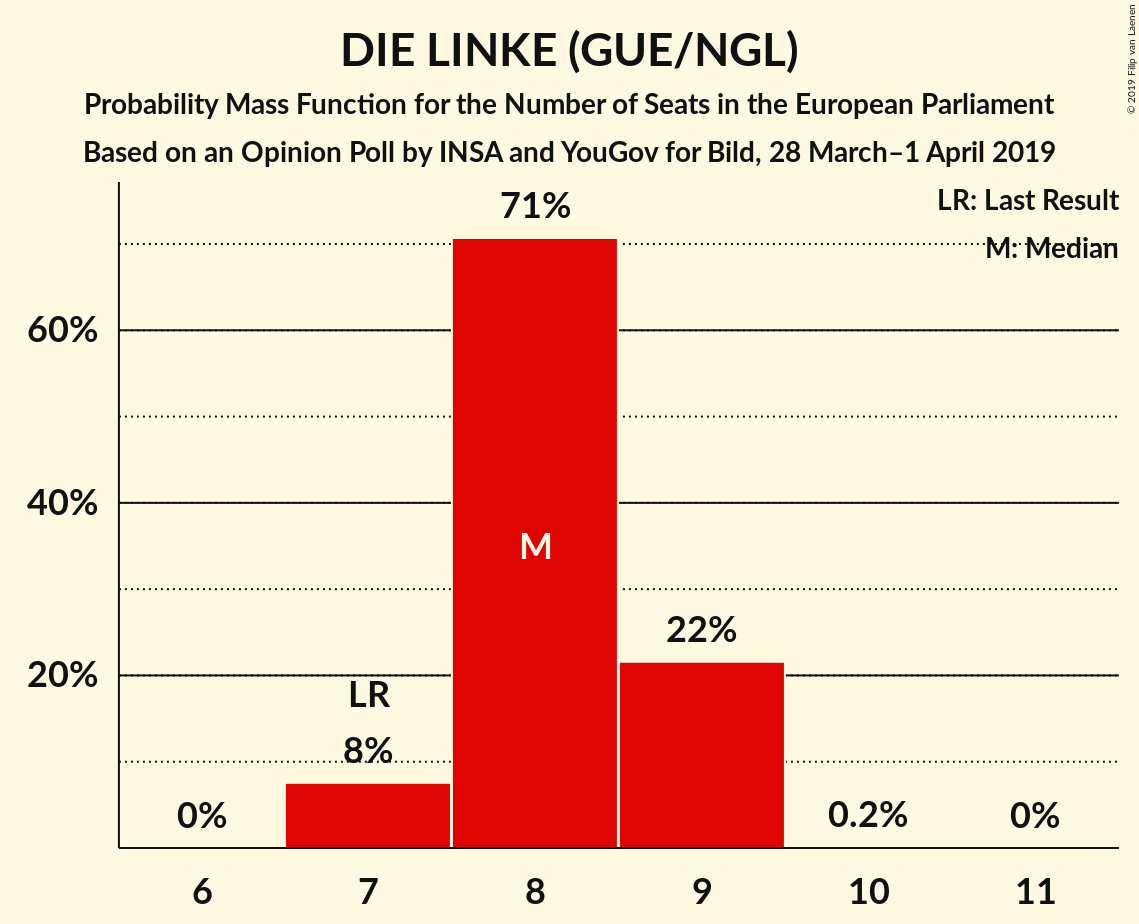 DIE LINKE (GUE/NGL)
Probability Mass Function for the Number of Seats in the European Parliament
Based on an Opinion Poll by INSA and YouGov for Bild, 28 March–1 April 2019
© 2019 Filip van Laenen
LR: Last Result
M: Median
71%
60%
M
40%
22%
20%
LR
8%
0%
0.2%
0%
6 7 8 9 10 11